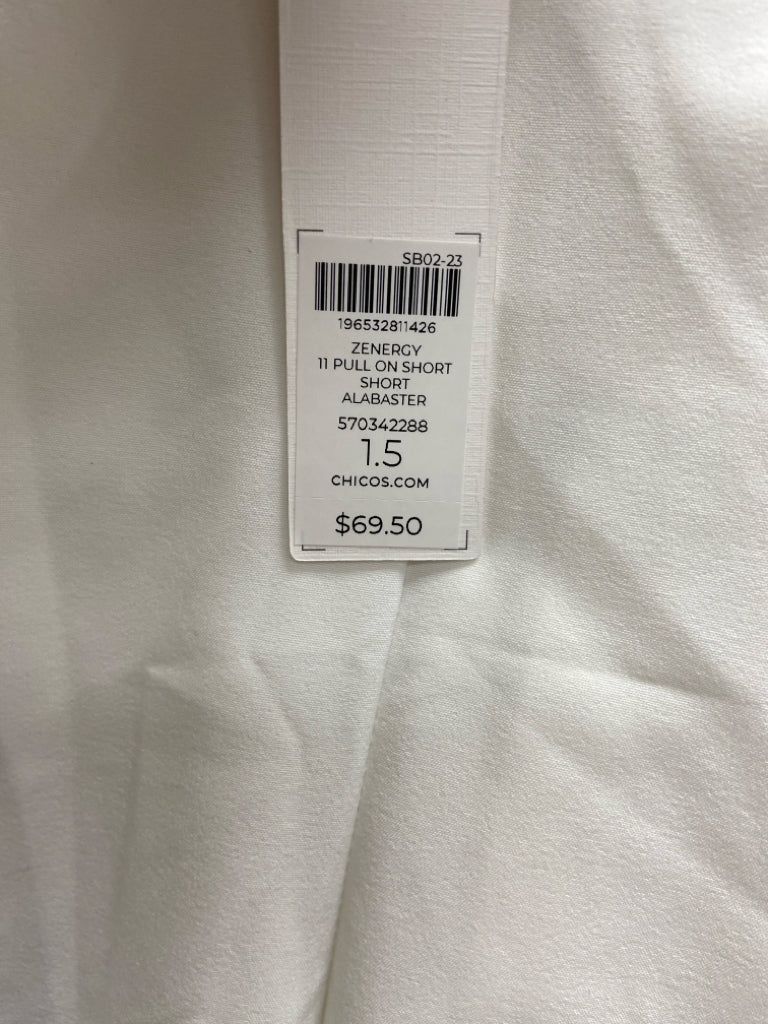 SB02-23
196532811426
ZENERGY
11 PULL ON SHORT
SHORT
ALABASTER
570342288
1.5
CHICOS.COM
$69.50